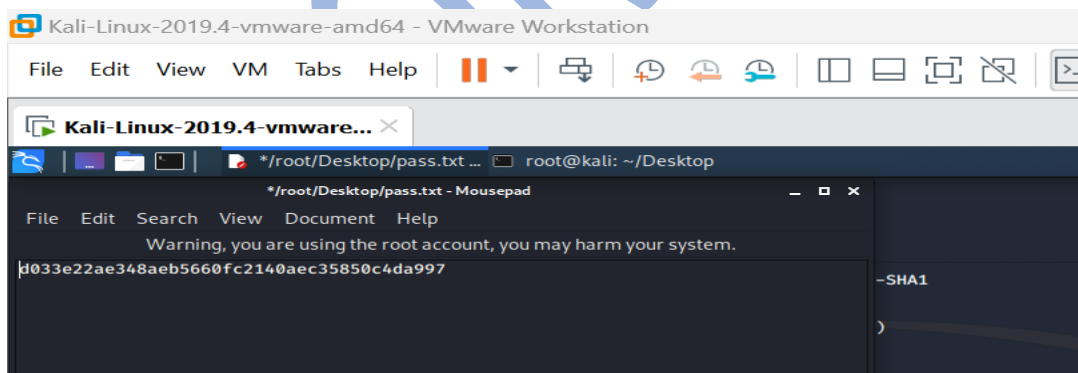 Kali-Linux-2019.4-vmware-amd64 - VMware Workstation
File Edit View VM Tabs Help
Kali-Linux-2019.4-vmware...
*/root/Desktop/pass.txt ... root@kali: ~/Desktop
*/root/Desktop/pass.txt - Mousepad
File Edit Search View Document Help
Warning, you are using the root account, you may harm your system.
d033e22ae348aeb5660fc2140aec35850c4da997
-SHA1
)